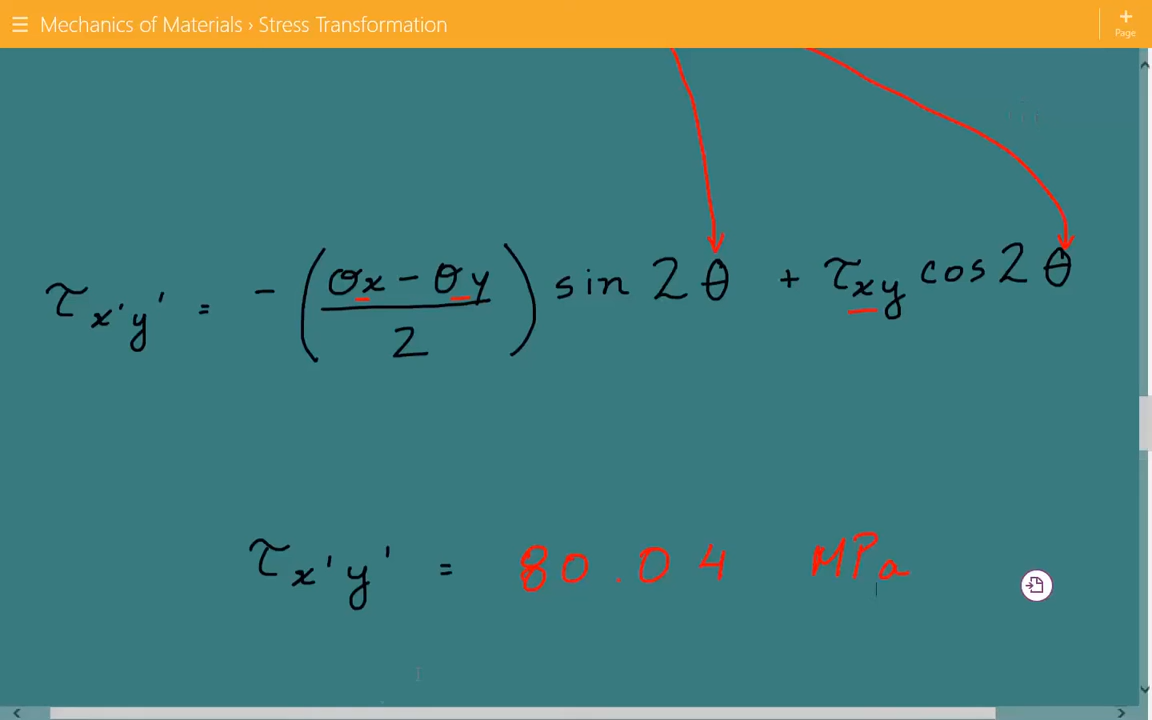 Mechanics of Materials › Stress Transformation
Page
τx'y' = - (σx - σy / 2) sin 2θ + τxy cos 2θ
τx'y' = 80.04 MPa